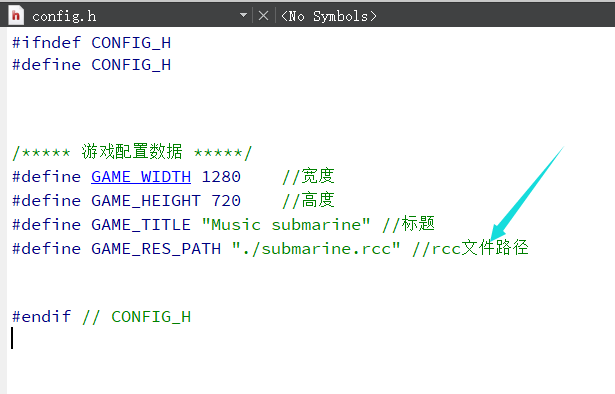 h config.h <No Symbols>
#ifndef CONFIG_H
#define CONFIG_H
/***** 游戏配置数据 *****/
#define GAME_WIDTH 1280 //宽度
#define GAME_HEIGHT 720 //高度
#define GAME_TITLE "Music submarine" //标题
#define GAME_RES_PATH "./submarine.rcc" //rcc文件路径
#endif // CONFIG_H